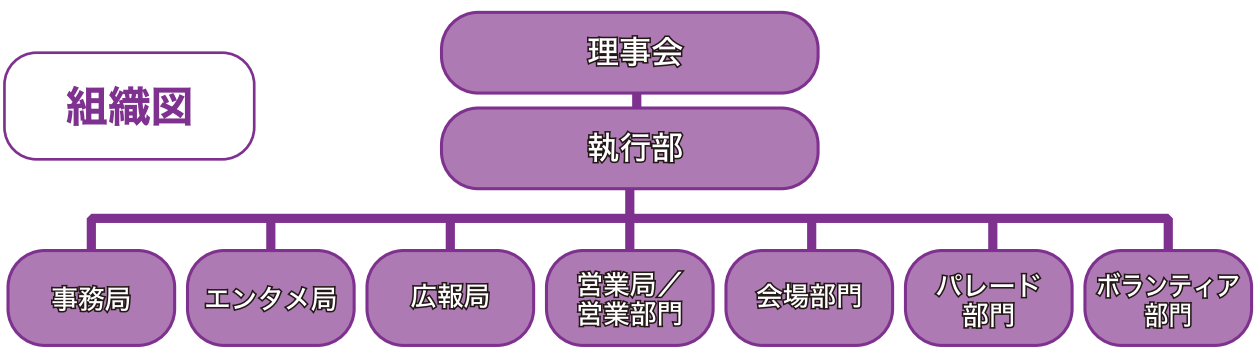 組織図
理事会
執行部
事務局
エンタメ局
広報局
営業局／
営業部門
会場部門
パレード
部門
ボランティア
部門